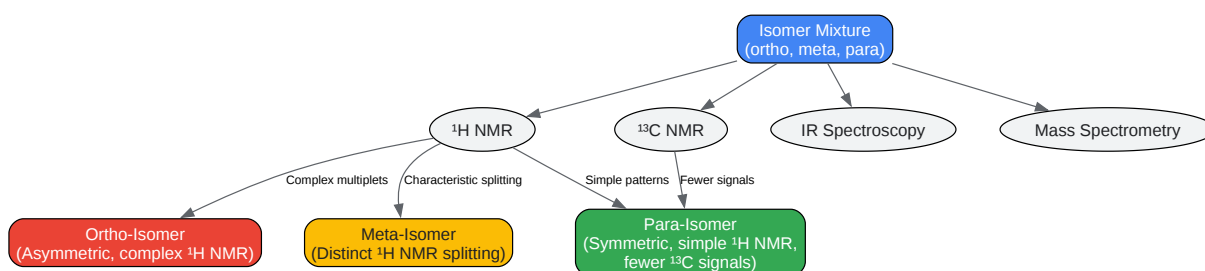 Isomer Mixture
(ortho, meta, para)
¹H NMR
¹³C NMR
IR Spectroscopy
Mass Spectrometry
Complex multiplets
Characteristic splitting
Simple patterns
Fewer signals
Ortho-Isomer
(Asymmetric, complex ¹H NMR)
Meta-Isomer
(Distinct ¹H NMR splitting)
Para-Isomer
(Symmetric, simple ¹H NMR,
fewer ¹³C signals)